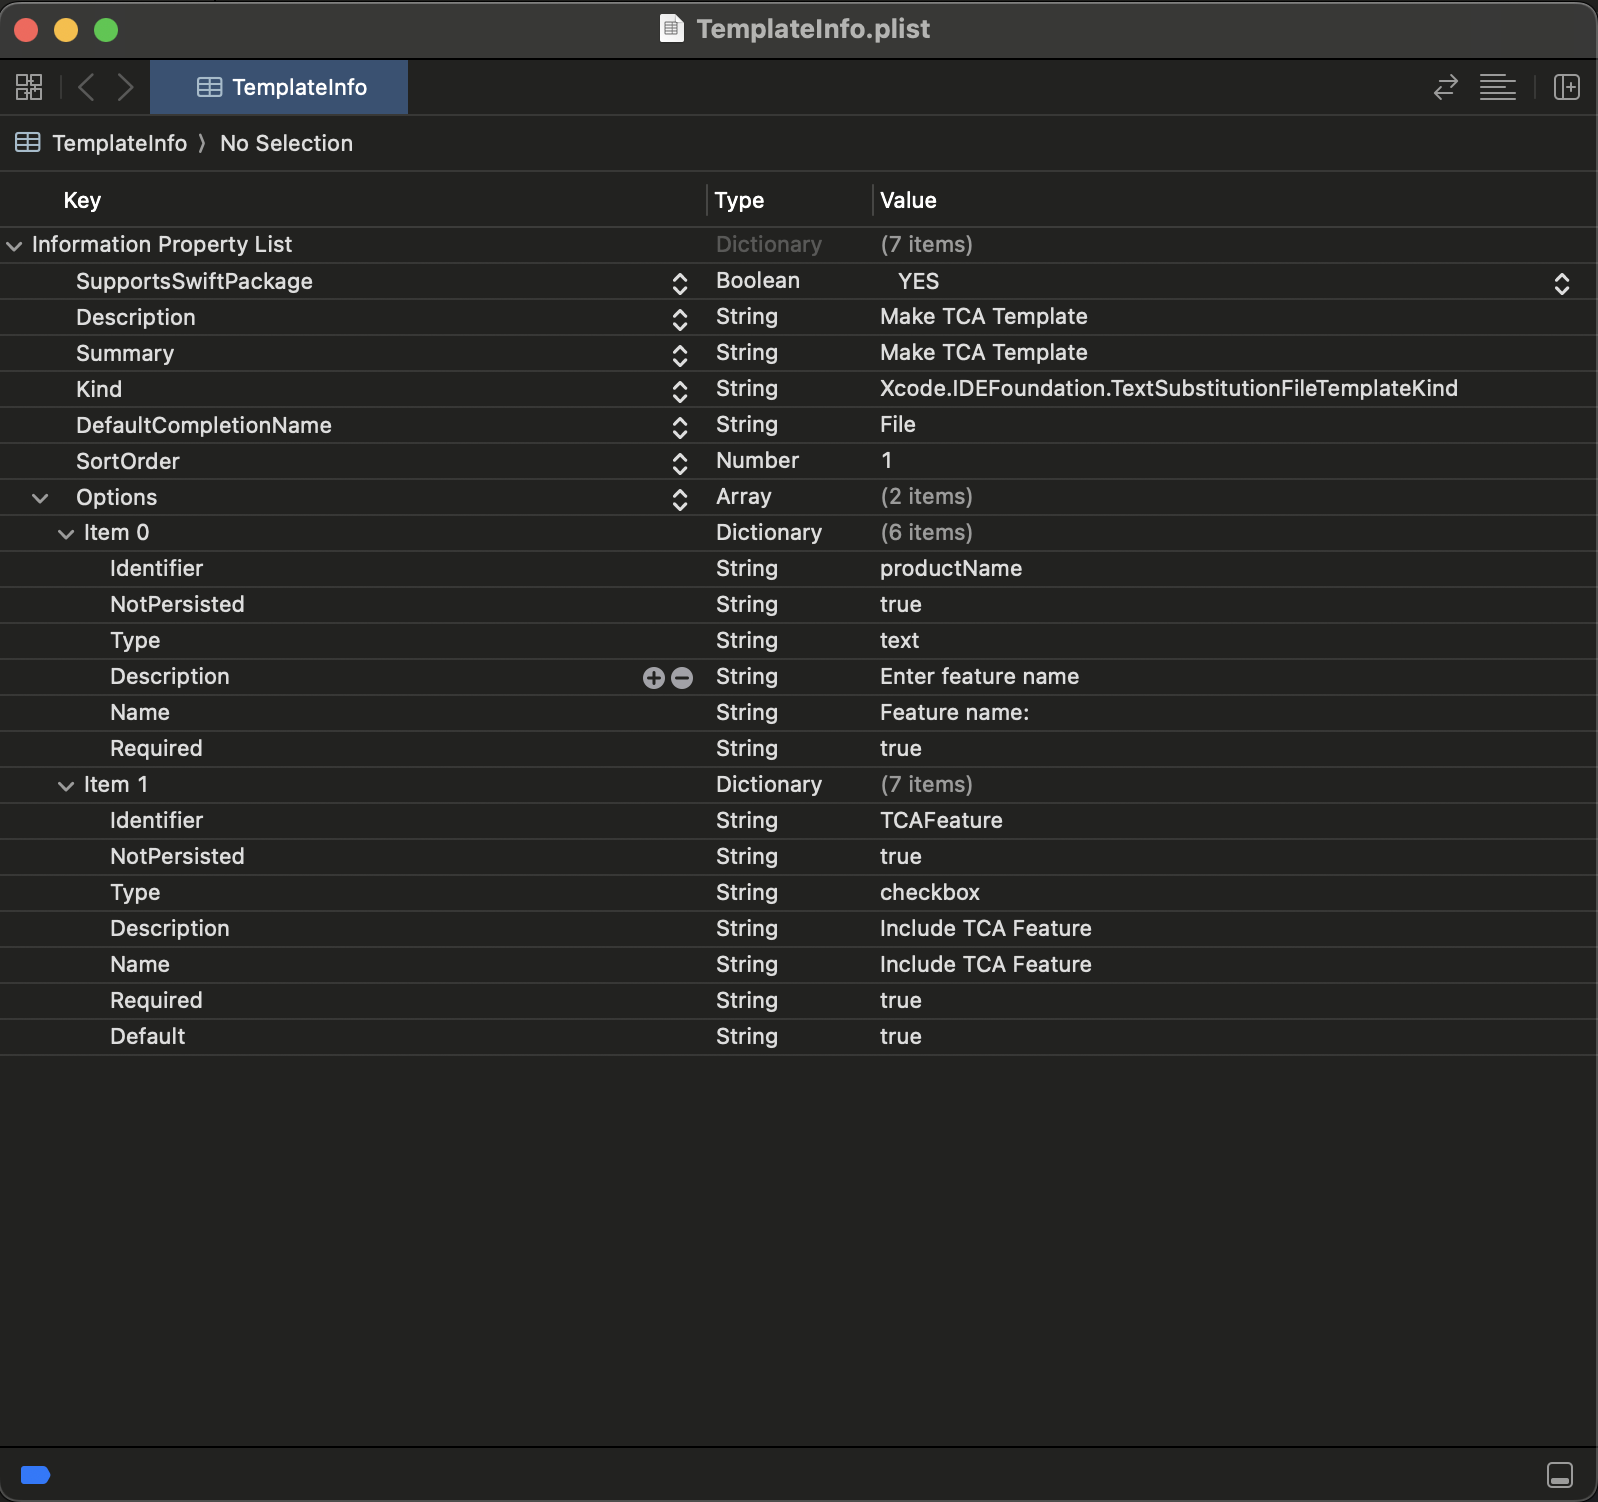 TemplateInfo.plist
TemplateInfo
TemplateInfo ⟩ No Selection
Key Type Value
Information Property List Dictionary (7 items)
SupportsSwiftPackage Boolean YES
Description String Make TCA Template
Summary String Make TCA Template
Kind String Xcode.IDEFoundation.TextSubstitutionFileTemplateKind
DefaultCompletionName String File
SortOrder Number 1
Options Array (2 items)
Item 0 Dictionary (6 items)
Identifier String productName
NotPersisted String true
Type String text
Description String Enter feature name
Name String Feature name:
Required String true
Item 1 Dictionary (7 items)
Identifier String TCAFeature
NotPersisted String true
Type String checkbox
Description String Include TCA Feature
Name String Include TCA Feature
Required String true
Default String true